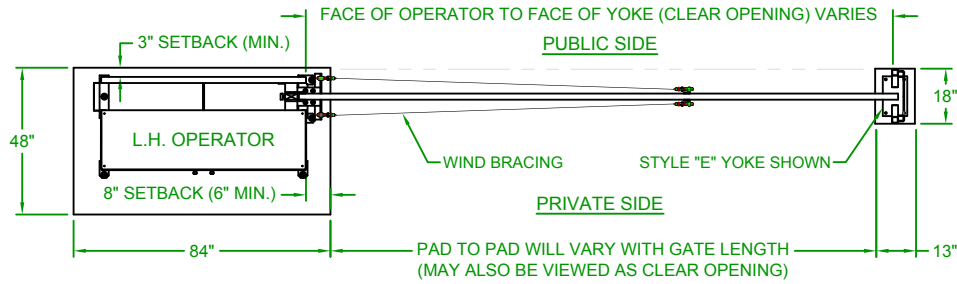 FACE OF OPERATOR TO FACE OF YOKE (CLEAR OPENING) VARIES
3" SETBACK (MIN.)
PUBLIC SIDE
48"
18"
L.H. OPERATOR
WIND BRACING
STYLE "E" YOKE SHOWN
8" SETBACK (6" MIN.)
PRIVATE SIDE
84"
PAD TO PAD WILL VARY WITH GATE LENGTH
13"
(MAY ALSO BE VIEWED AS CLEAR OPENING)